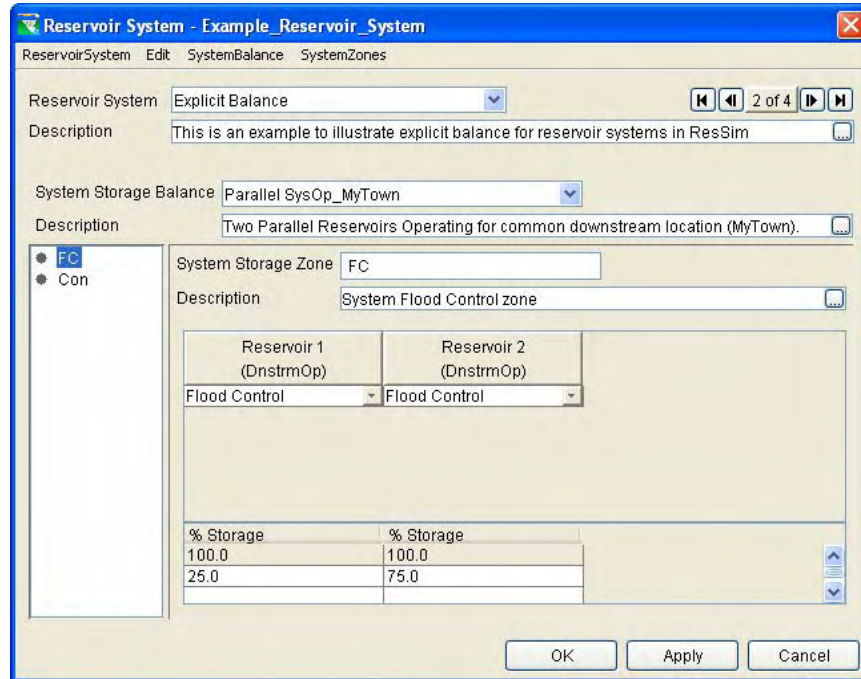 Reservoir System - Example_Reservoir_System
ReservoirSystem Edit SystemBalance SystemZones
Reservoir System Explicit Balance 2 of 4
Description This is an example to illustrate explicit balance for reservoir systems in ResSim ...
System Storage Balance Parallel SysOp_MyTown
Description Two Parallel Reservoirs Operating for common downstream location (MyTown). ...
FC
Con
System Storage Zone FC
Description System Flood Control zone ...
Reservoir 1 Reservoir 2
(DnstrmOp) (DnstrmOp)
Flood Control Flood Control
% Storage % Storage
100.0 100.0
25.0 75.0
OK Apply Cancel